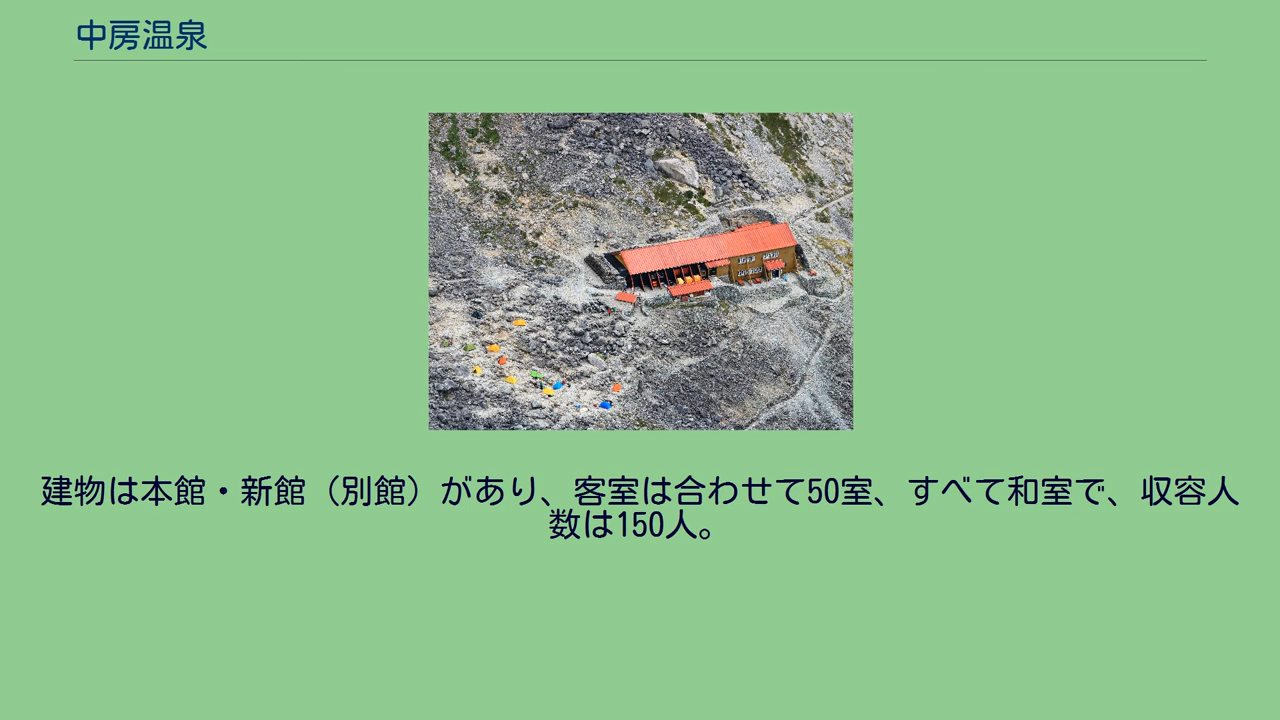 中房温泉
建物は本館・新館（別館）があり、客室は合わせて50室、すべて和室で、収容人
数は150人。